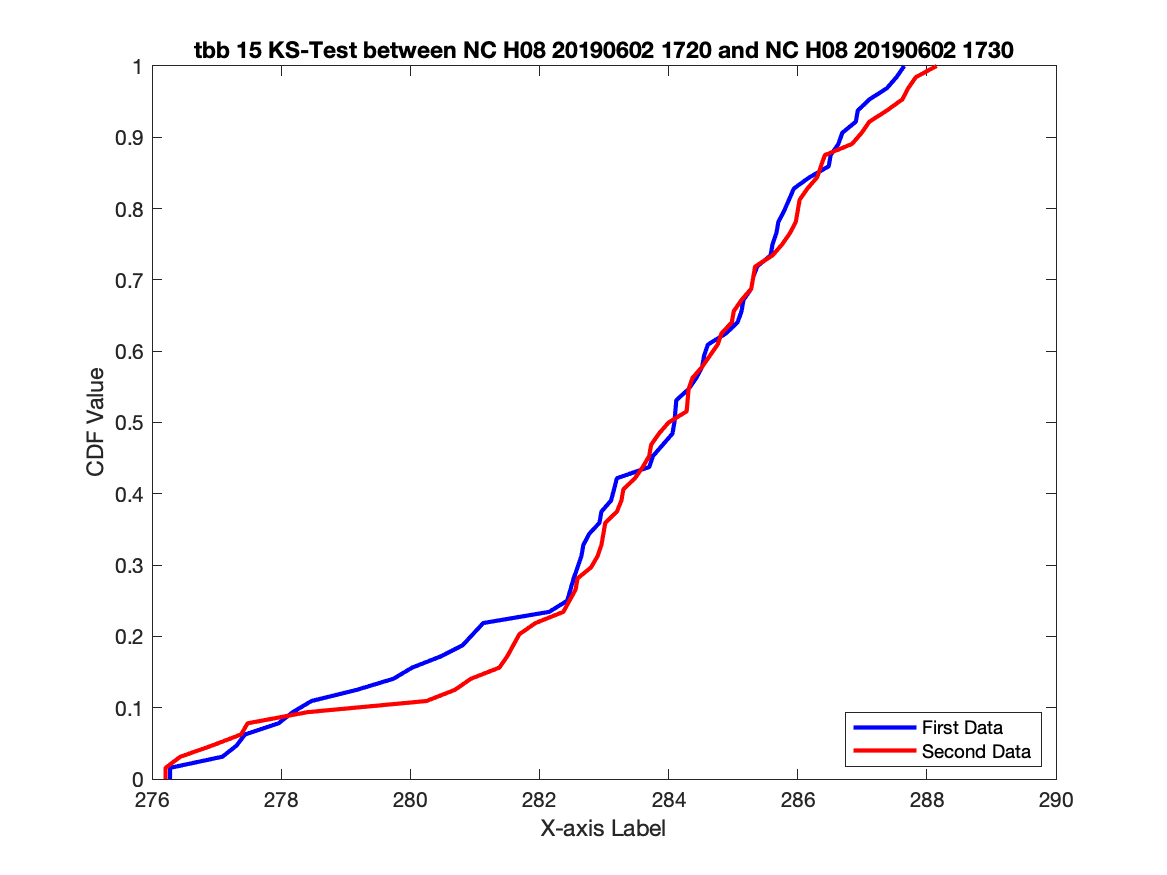 tbb 15 KS-Test between NC H08 20190602 1720 and NC H08 20190602 1730
1
0.9
0.8
0.7
0.6
0.5
0.4
0.3
0.2
0.1
0
CDF Value
First Data
Second Data
276 278 280 282 284 286 288 290
X-axis Label